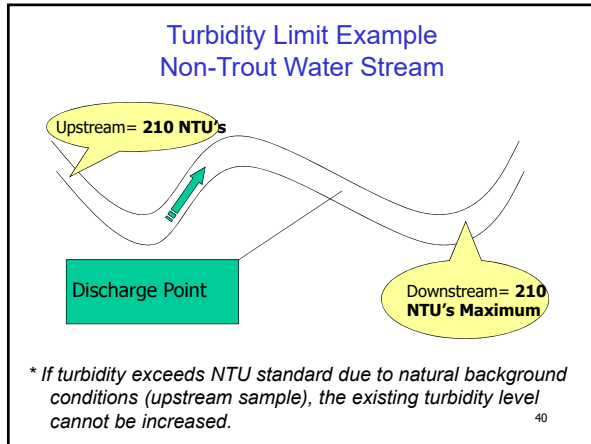 Turbidity Limit Example
Non-Trout Water Stream
Upstream= 210 NTU's
Discharge Point
Downstream= 210
NTU's Maximum
* If turbidity exceeds NTU standard due to natural background
conditions (upstream sample), the existing turbidity level
cannot be increased.
40